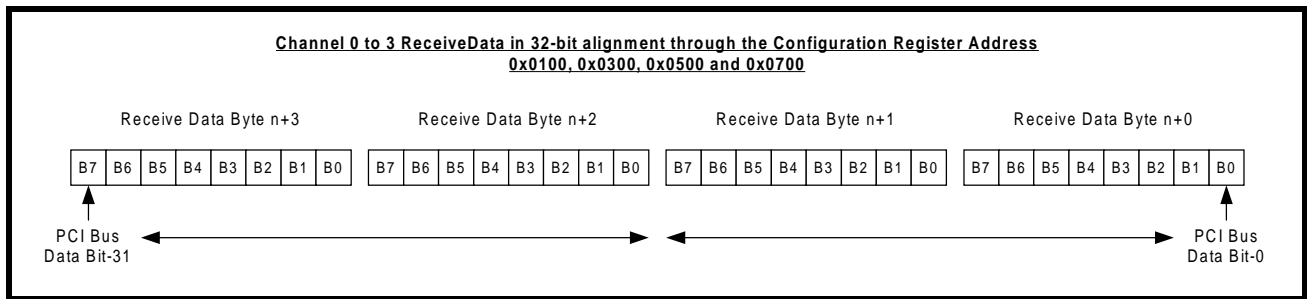 Channel 0 to 3 ReceiveData in 32-bit alignment through the Configuration Register Address
0x0100, 0x0300, 0x0500 and 0x0700
Receive Data Byte n+3 Receive Data Byte n+2 Receive Data Byte n+1 Receive Data Byte n+0
B7 B6 B5 B4 B3 B2 B1 B0 B7 B6 B5 B4 B3 B2 B1 B0 B7 B6 B5 B4 B3 B2 B1 B0 B7 B6 B5 B4 B3 B2 B1 B0
PCI Bus PCI Bus
Data Bit-31 Data Bit-0